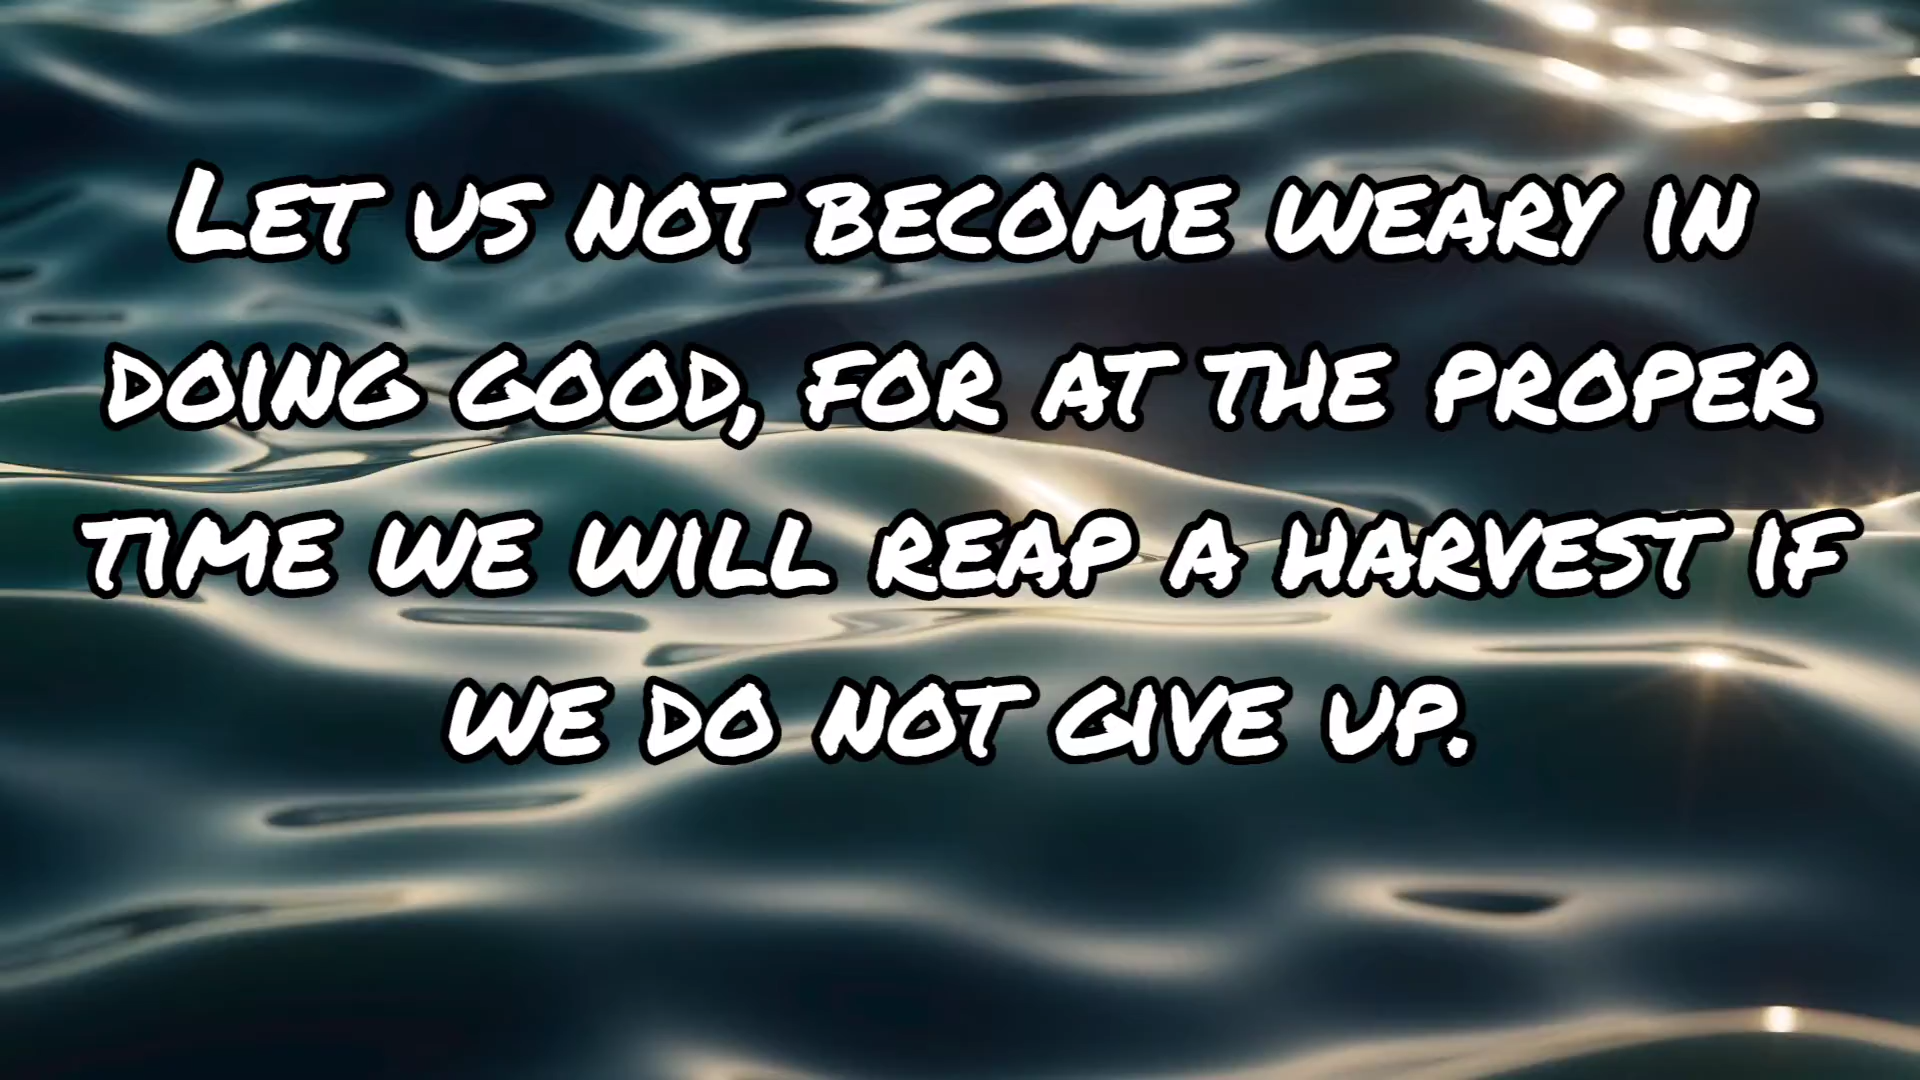 Let us not become weary in
doing good, for at the proper
time we will reap a harvest if
we do not give up.